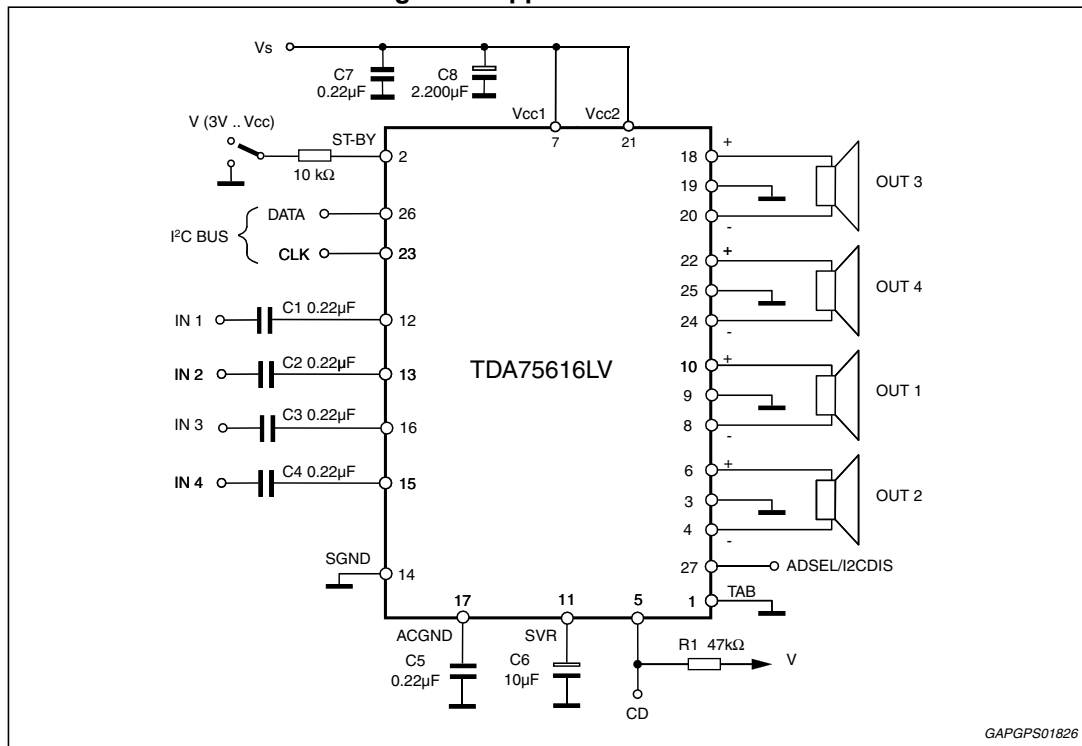 Vs
C7
0.22µF
C8
2.200µF
Vcc1
Vcc2
7
21
V (3V .. Vcc)
ST-BY
2
10 kΩ
I²C BUS
DATA
26
CLK
23
IN 1
C1 0.22µF
12
IN 2
C2 0.22µF
13
IN 3
C3 0.22µF
16
IN 4
C4 0.22µF
15
SGND
14
TDA75616LV
18
+
19
20
-
OUT 3
22
+
25
24
-
OUT 4
10
+
9
8
-
OUT 1
6
+
3
4
-
OUT 2
27
ADSEL/I2CDIS
1
TAB
17
11
5
ACGND
SVR
C5
0.22µF
C6
10µF
R1 47kΩ
V
CD
GAPGPS01826